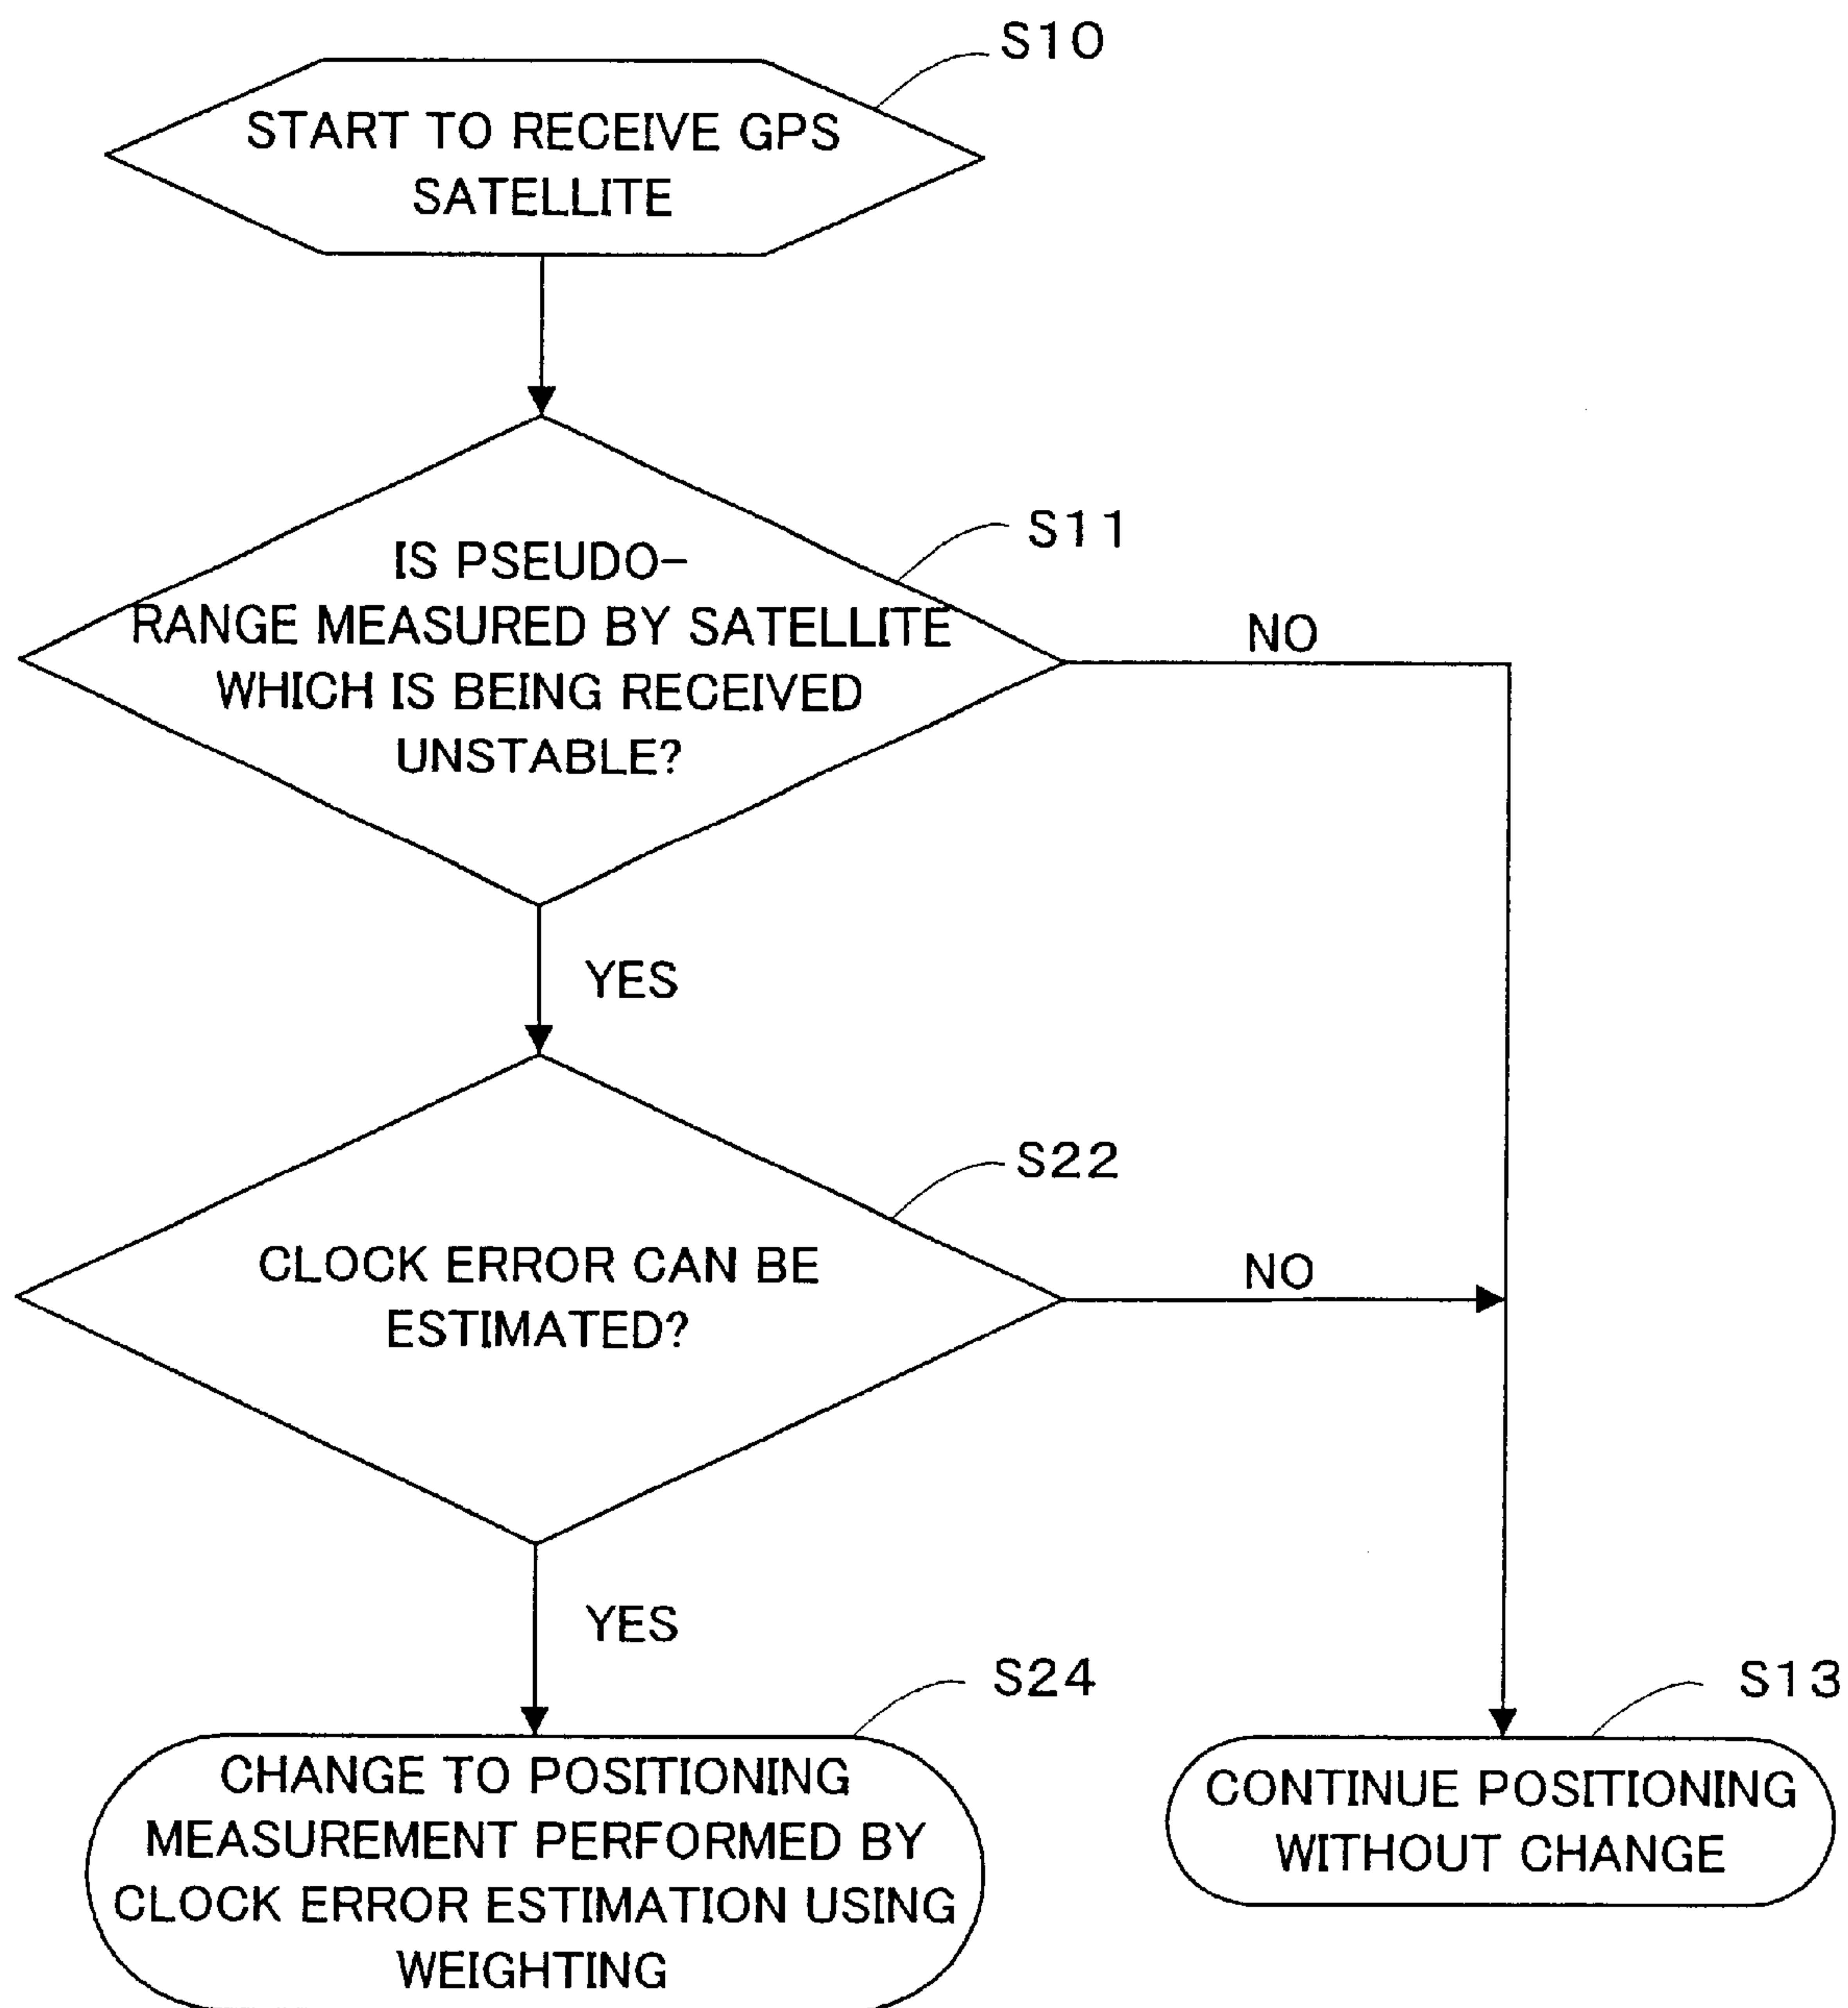 S10
START TO RECEIVE GPS
SATELLITE
S11
IS PSEUDO-
RANGE MEASURED BY SATELLITE
WHICH IS BEING RECEIVED
UNSTABLE?
NO
YES
S22
CLOCK ERROR CAN BE
ESTIMATED?
NO
YES
S24
CHANGE TO POSITIONING
MEASUREMENT PERFORMED BY
CLOCK ERROR ESTIMATION USING
WEIGHTING
S13
CONTINUE POSITIONING
WITHOUT CHANGE